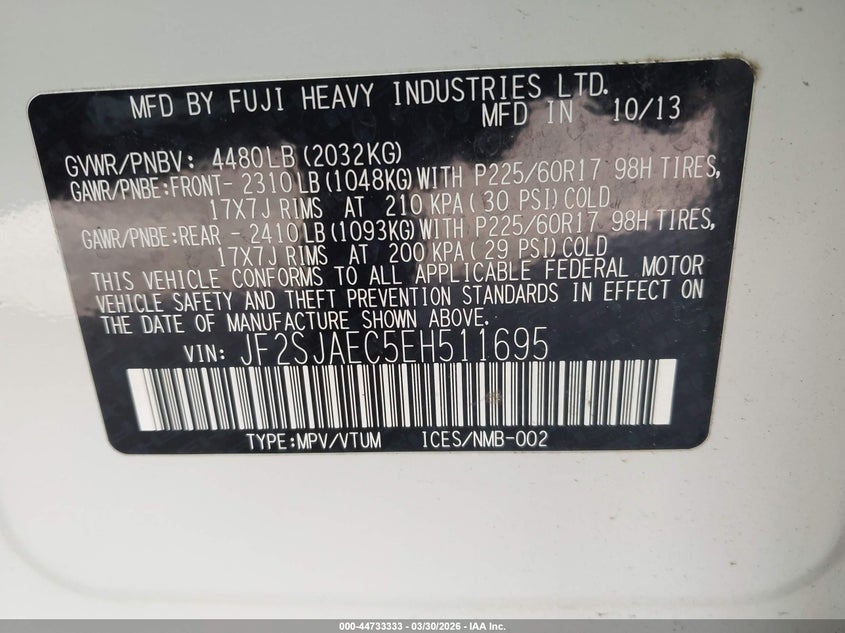 MFD BY FUJI HEAVY INDUSTRIES LTD.
MFD IN 10/13
GVWR/PNBV: 4480LB(2032KG)
GAWR/PNBE:FRONT- 2310LB(1048KG)WITH P225/60R17 98H TIRES,
17X7J RIMS AT 210 KPA(30 PSI)COLD
GAWR/PNBE:REAR - 2410LB(1093KG)WITH P225/60R17 98H TIRES,
17X7J RIMS AT 200 KPA(29 PSI)COLD
THIS VEHICLE CONFORMS TO ALL APPLICABLE FEDERAL MOTOR
VEHICLE SAFETY AND THEFT PREVENTION STANDARDS IN EFFECT ON
THE DATE OF MANUFACTURE SHOWN ABOVE.
VIN: JF2SJAEC5EH511695
TYPE:MPV/VTUM ICES/NMB-002
000-44733333 - 03/30/2026 - IAA Inc.